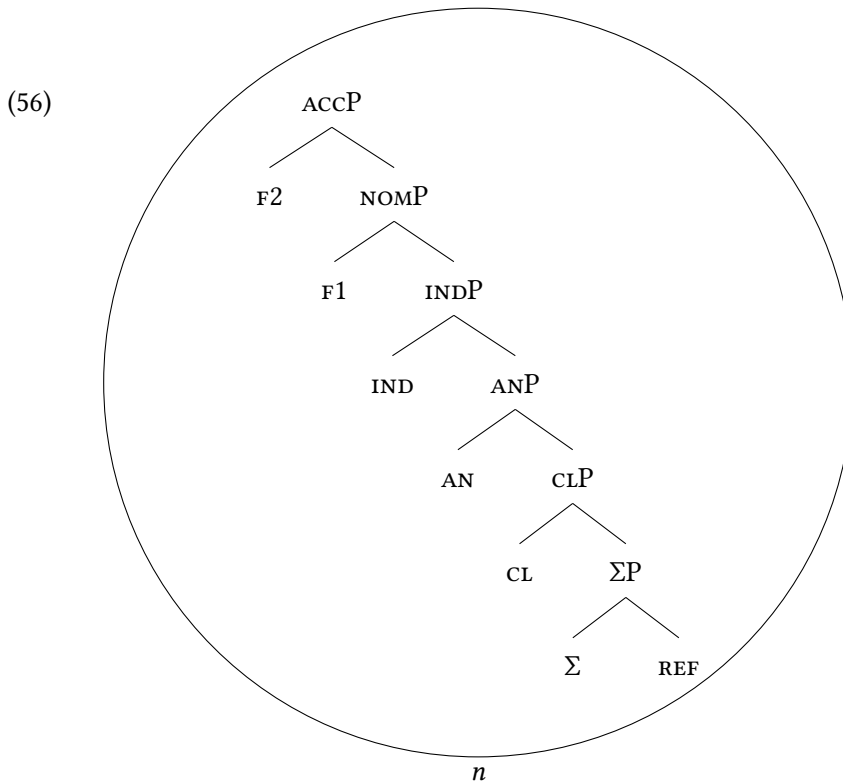 (56)
ACCP
F2 NOMP
F1 INDP
IND ANP
AN CLP
CL ΣP
Σ REF
n